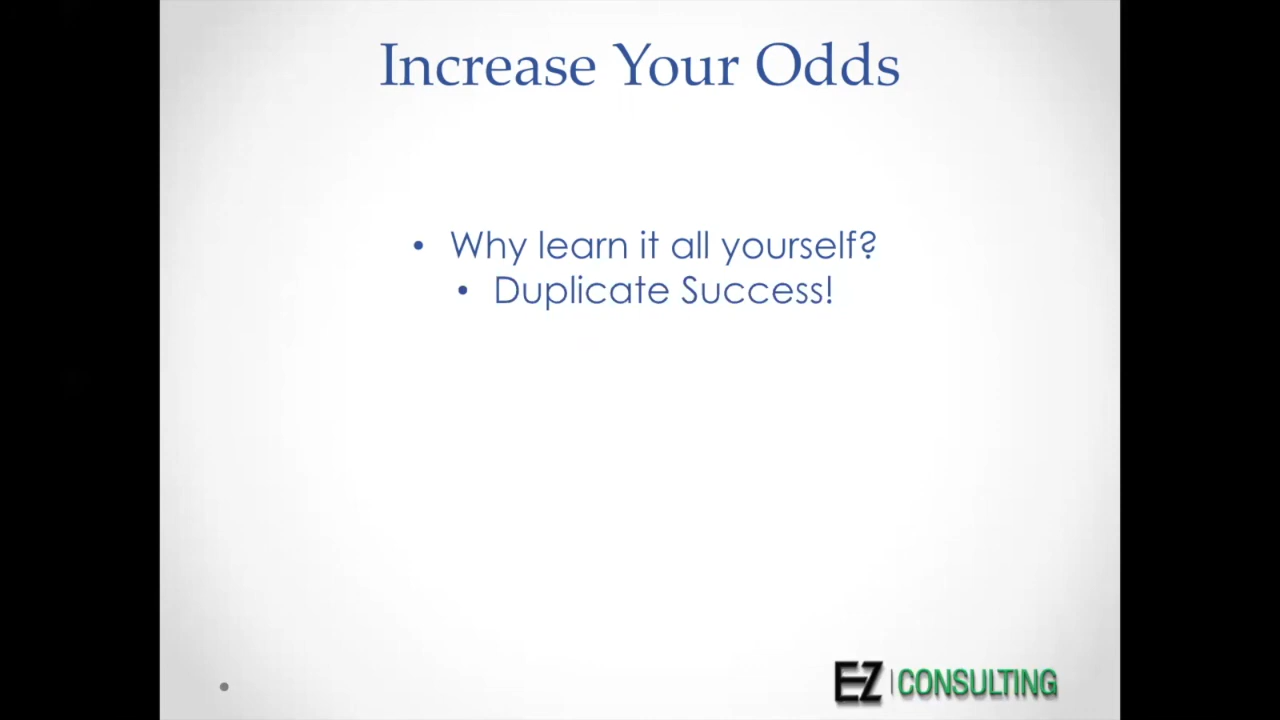 Increase Your Odds
• Why learn it all yourself?
• Duplicate Success!
EZ | CONSULTING